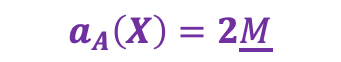 a_A(X) = 2M